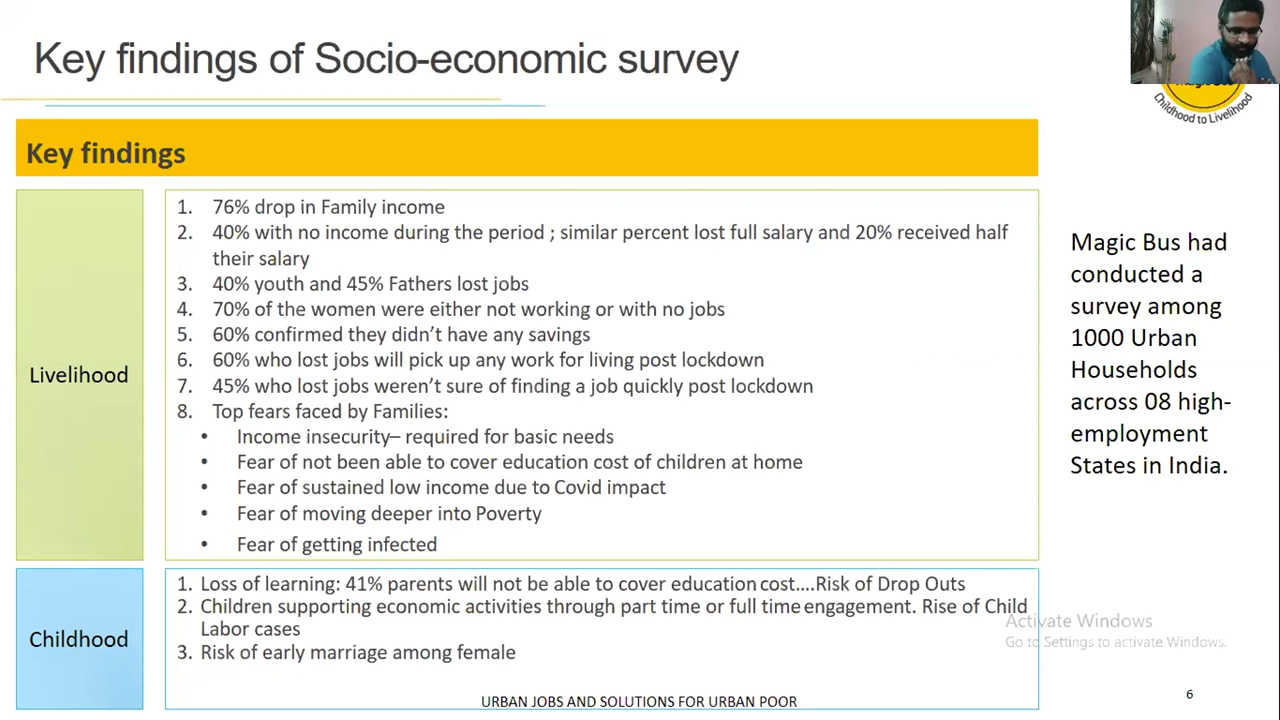 Key findings of Socio-economic survey
Childhood to Livelihood
Key findings
Livelihood
1. 76% drop in Family income
2. 40% with no income during the period ; similar percent lost full salary and 20% received half
their salary
3. 40% youth and 45% Fathers lost jobs
4. 70% of the women were either not working or with no jobs
5. 60% confirmed they didn't have any savings
6. 60% who lost jobs will pick up any work for living post lockdown
7. 45% who lost jobs weren't sure of finding a job quickly post lockdown
8. Top fears faced by Families:
• Income insecurity– required for basic needs
• Fear of not been able to cover education cost of children at home
• Fear of sustained low income due to Covid impact
• Fear of moving deeper into Poverty
• Fear of getting infected
Magic Bus had
conducted a
survey among
1000 Urban
Households
across 08 high-
employment
States in India.
Childhood
1. Loss of learning: 41% parents will not be able to cover education cost....Risk of Drop Outs
2. Children supporting economic activities through part time or full time engagement. Rise of Child
Labor cases
3. Risk of early marriage among female
Activate Windows
Go to Settings to activate Windows.
URBAN JOBS AND SOLUTIONS FOR URBAN POOR
6